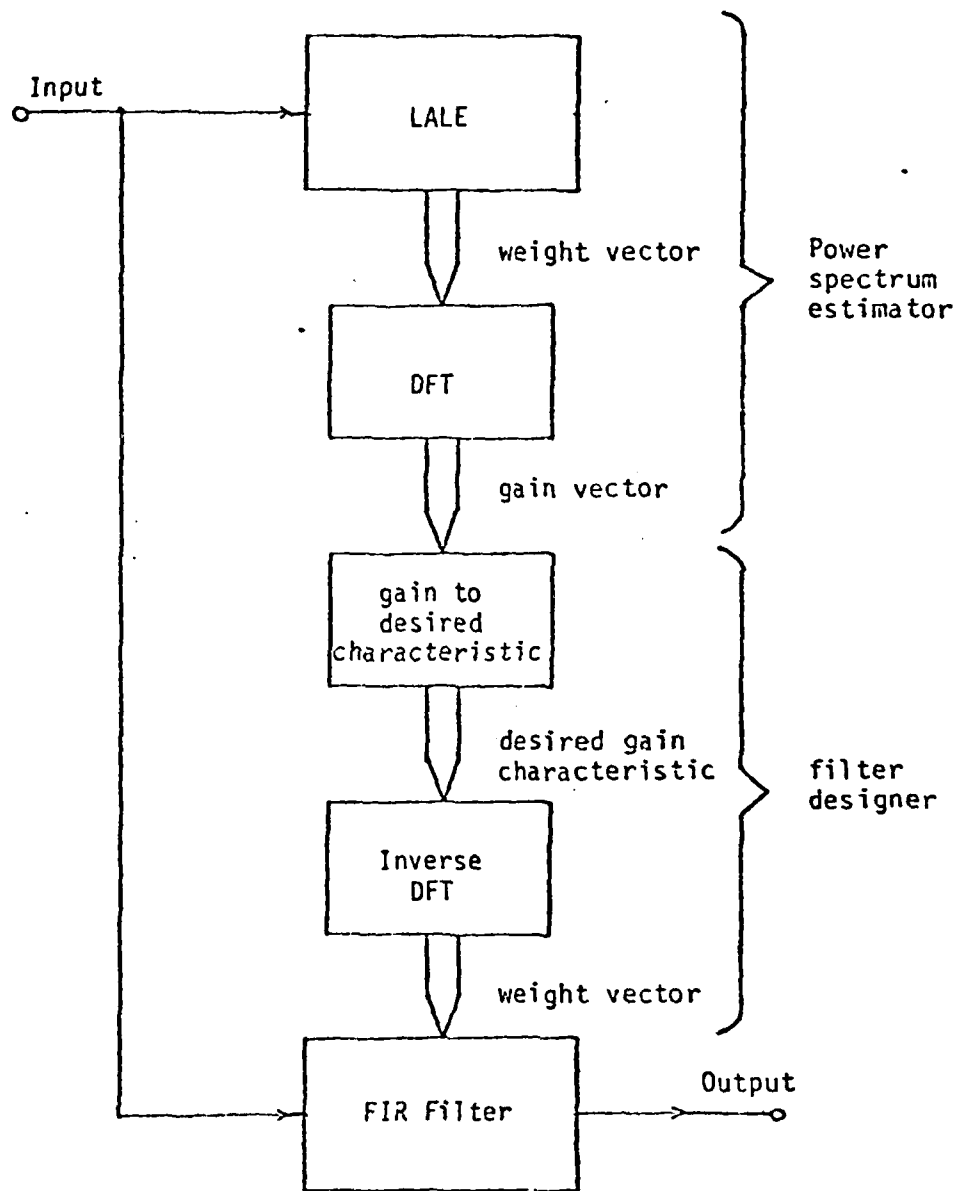 Input
LALE
weight vector
Power
spectrum
estimator
DFT
gain vector
gain to
desired
characteristic
desired gain
characteristic
filter
designer
Inverse
DFT
weight vector
Output
FIR Filter